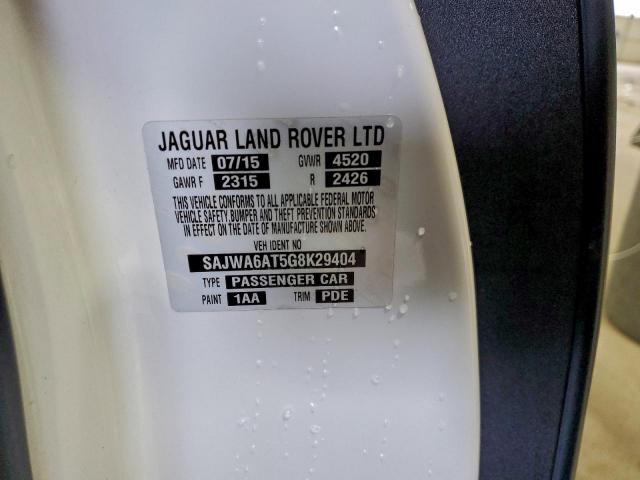 JAGUAR LAND ROVER LTD
MFD DATE 07/15 GVWR 4520
GAWR F 2315 R 2426
THIS VEHICLE CONFORMS TO ALL APPLICABLE FEDERAL MOTOR
VEHICLE SAFETY, BUMPER AND THEFT PREVENTION STANDARDS
IN EFFECT ON THE DATE OF MANUFACTURE SHOWN ABOVE
VEH IDENT NO
SAJWA6AT5G8K29404
TYPE PASSENGER CAR
PAINT 1AA TRIM PDE